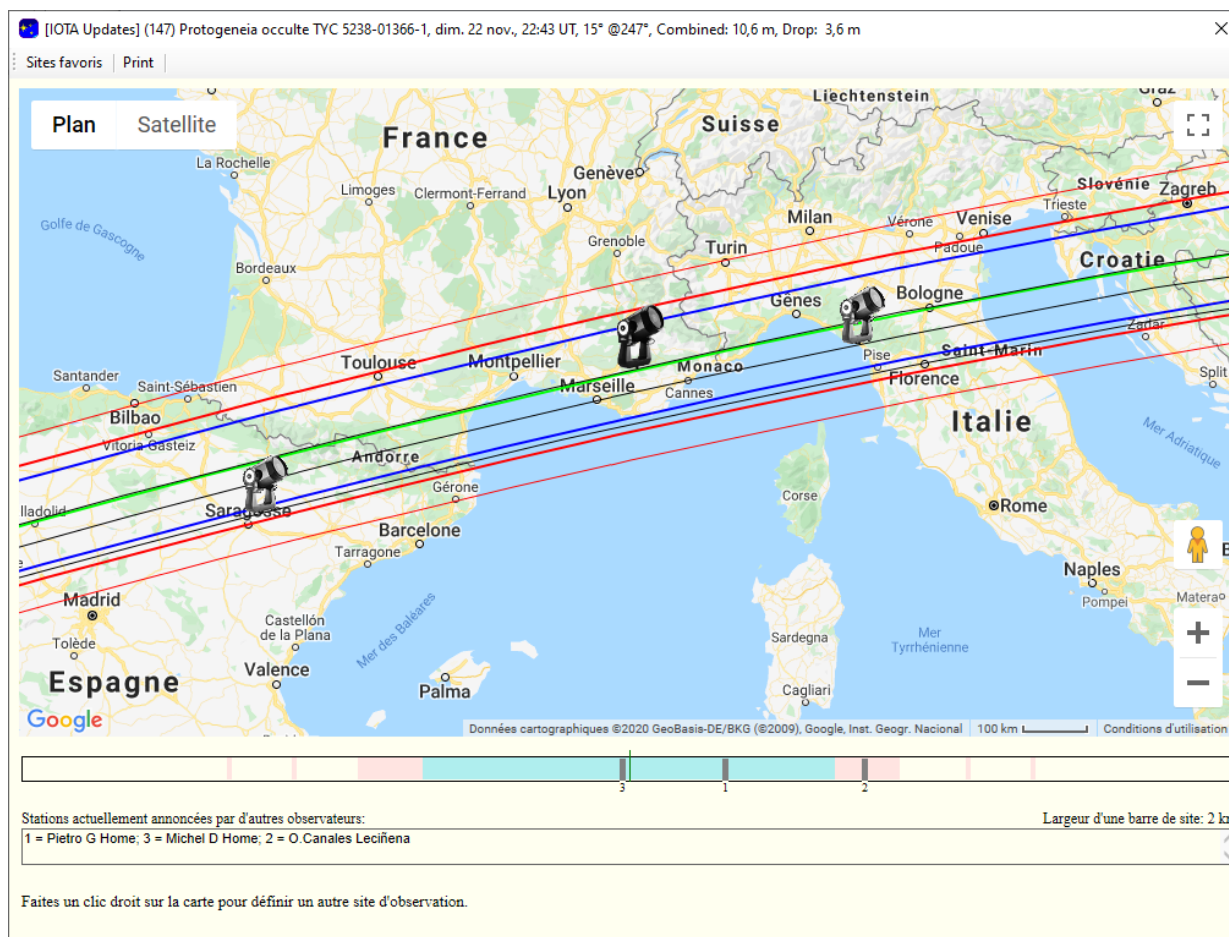 [IOTA Updates] (147) Protogeneia occulte TYC 5238-01366-1, dim. 22 nov., 22:43 UT, 15° @247°, Combined: 10,6 m, Drop: 3,6 m
Sites favoris Print
Plan Satellite
France
Suisse
Liechtenstein
Graz
La Rochelle
Genève
Limoges
Clermont-Ferrand
Lyon
Slovénie
Zagreb
Golfe de Gascogne
Milan
Vérone
Venise
Trieste
Padoue
Grenoble
Turin
Croatie
Bordeaux
Gênes
Bologne
Zadar
Toulouse
Montpellier
Monaco
Pise
Saint-Marin
Santander
Saint-Sébastien
Marseille
Cannes
Florence
Split
Bilbao
Vitoria Gasteiz
Italie
Mer Adriatique
Andorre
Gérone
lladolid
Saragosse
Corse
Rome
Barcelone
Tarragone
Naples
Pompei
Matera
Madrid
Castellón
de la Plana
Mer des Baléares
Tolède
Sardegna
Mer
Tyrrhénienne
Espagne
Valence
Palma
Cagliari
Google
Données cartographiques ©2020 GeoBasis-DE/BKG (©2009), Google, Inst. Geogr. Nacional 100 km Conditions d'utilisation
3 1 2
Stations actuellement annoncées par d'autres observateurs: Largeur d'une barre de site: 2 km
1 = Pietro G Home; 3 = Michel D Home; 2 = O.Canales Leciñena
Faites un clic droit sur la carte pour définir un autre site d'observation.